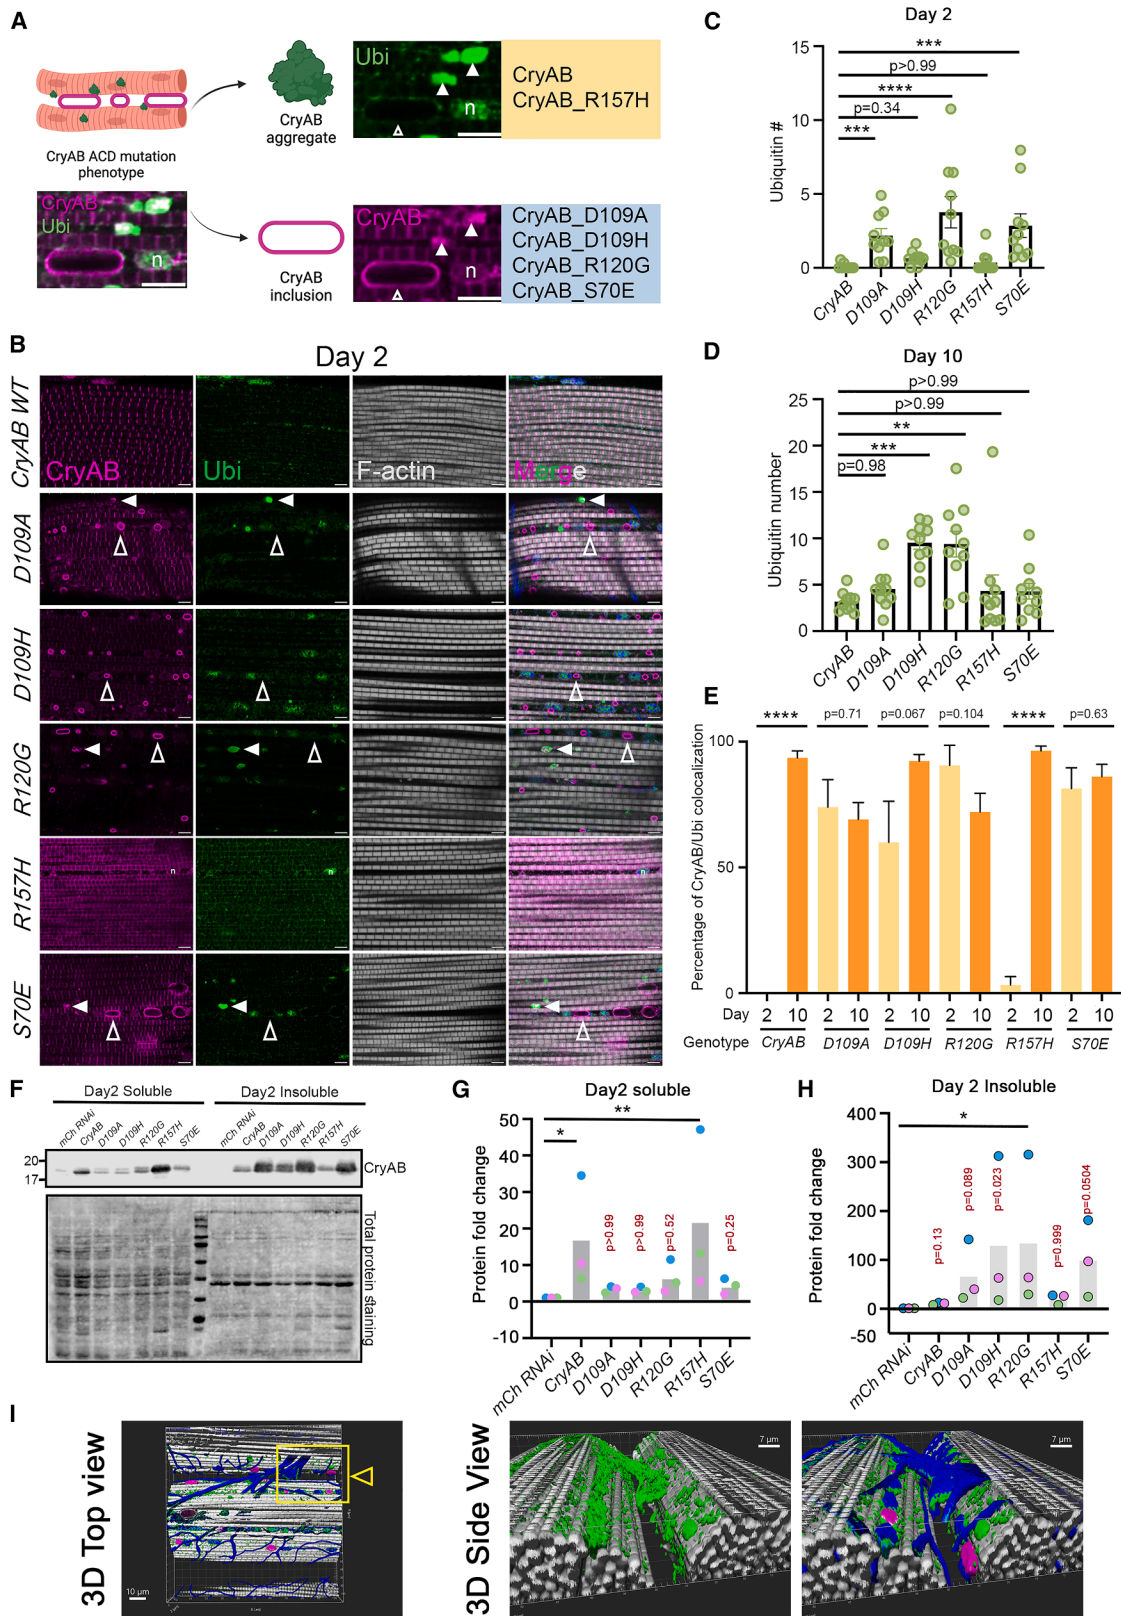 A
CryAB ACD mutation
phenotype
CryAB
Ubi
n
CryAB
aggregate
Ubi
n
CryAB
CryAB_R157H
CryAB
inclusion
CryAB
n
CryAB_D109A
CryAB_D109H
CryAB_R120G
CryAB_S70E
B
Day 2
CryAB WT
CryAB
Ubi
F-actin
Merge
D109A
D109H
R120G
R157H
n
n
n
S70E
C
Day 2
***
p>0.99
****
p=0.34
***
Ubiquitin #
15
10
5
0
CryAB
D109A
D109H
R120G
R157H
S70E
D
Day 10
p>0.99
p>0.99
**
***
p=0.98
Ubiquitin number
25
20
15
10
5
0
CryAB
D109A
D109H
R120G
R157H
S70E
E
**** p=0.71 p=0.067 p=0.104 **** p=0.63
Percentage of CryAB/Ubi colocalization
100
50
0
Day 2 10 2 10 2 10 2 10 2 10 2 10
Genotype CryAB D109A D109H R120G R157H S70E
F
Day2 Soluble
Day2 Insoluble
mCh RNAi
CryAB
D109A
D109H
R120G
R157H
S70E
mCh RNAi
CryAB
D109A
D109H
R120G
R157H
S70E
20
17
CryAB
Total protein staining
G
Day2 soluble
**
*
Protein fold change
50
40
30
20
10
0
-10
p>0.99
p>0.99
p=0.52
p=0.25
mCh RNAi
CryAB
D109A
D109H
R120G
R157H
S70E
H
Day 2 Insoluble
*
Protein fold change
400
300
200
100
0
-50
p=0.13
p=0.089
p=0.023
p=0.999
p=0.0504
mCh RNAi
CryAB
D109A
D109H
R120G
R157H
S70E
I
3D Top view
10 µm
3D Side View
7 µm
7 µm